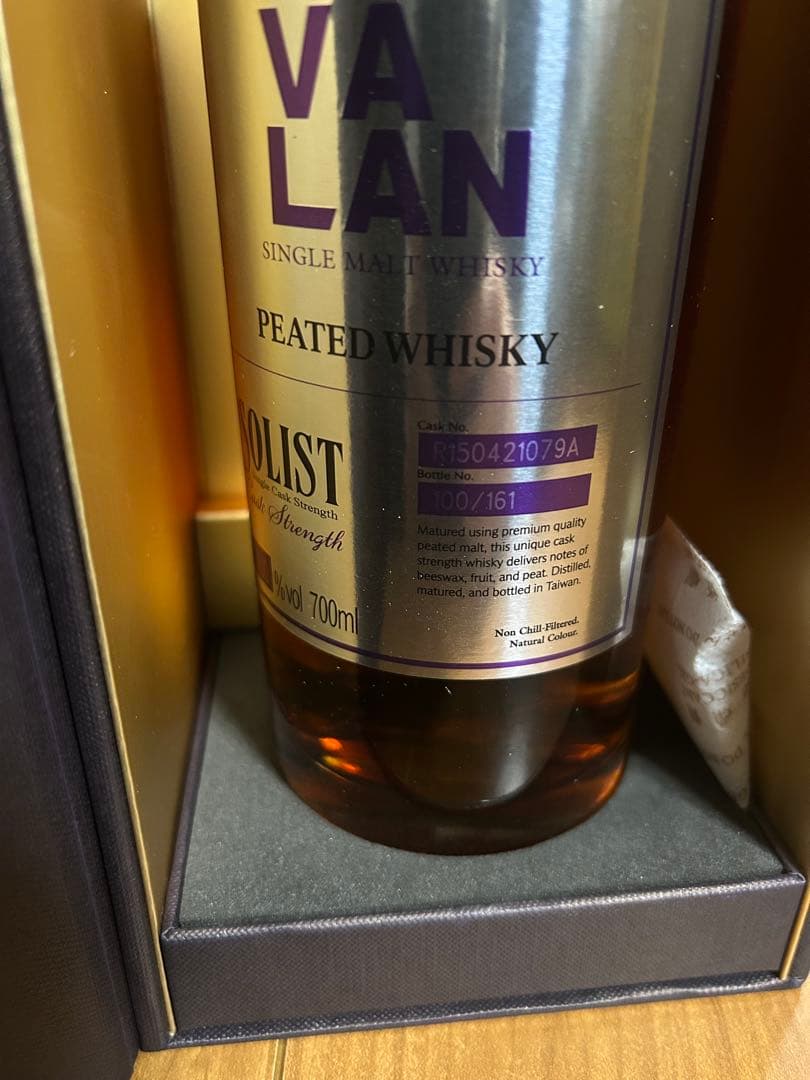 VA
LAN
SINGLE MALT WHISKY
PEATED WHISKY
SOLIST
Single Cask Strength
Cask Strength
%vol 700ml
Cask No.
R150421079A
Bottle No.
100/161
Matured using premium quality
peated malt, this unique cask
strength whisky delivers notes of
beeswax, fruit, and peat. Distilled,
matured, and bottled in Taiwan.
Non Chill-Filtered.
Natural Colour.